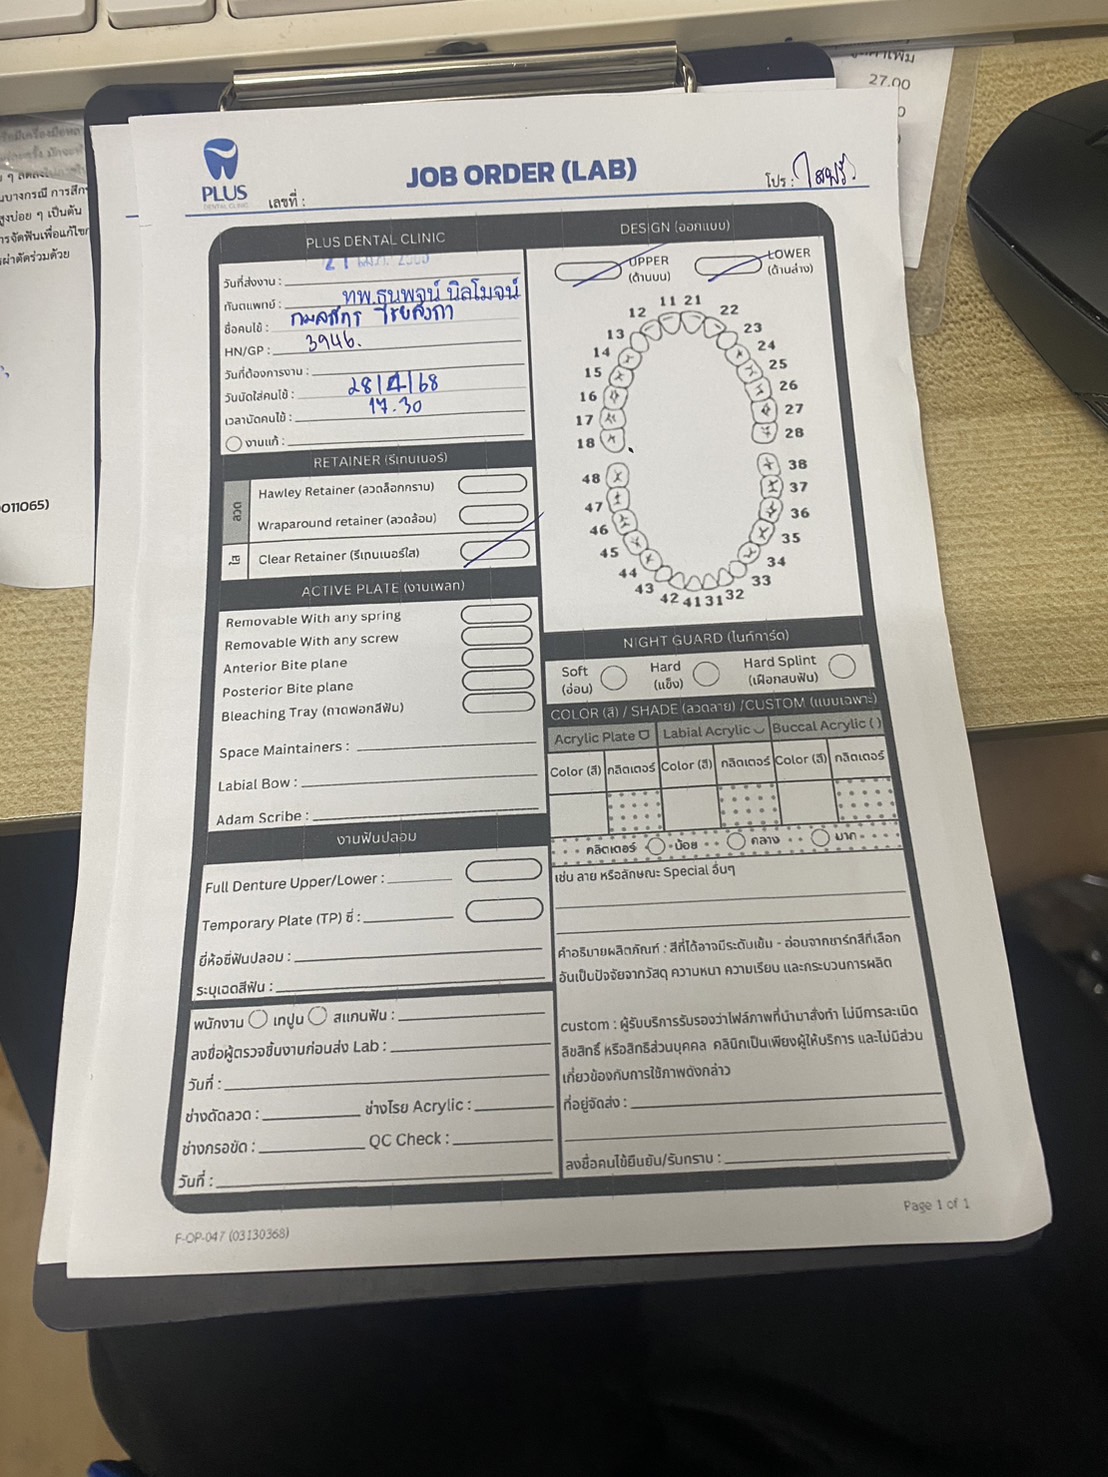 27.00
PLUS
DENTAL CLINIC
เลขที่ :
JOB ORDER (LAB)
โปร : ใสฟรี
PLUS DENTAL CLINIC
วันที่ส่งงาน :
ทันตแพทย์ : ทพ.ธนพจน์ นิลโมจน์
ชื่อคนไข้ :
HN/GP : 3946.
วันที่ต้องการงาน :
วันนัดใส่คนไข้ : 28/4/68
เวลานัดคนไข้ : 17.30
งานแก้ :
RETAINER (รีเทนเนอร์)
ลวด
Hawley Retainer (ลวดล็อกกราม)
Wraparound retainer (ลวดล้อม)
ใส
Clear Retainer (รีเทนเนอร์ใส)
ACTIVE PLATE (งานเพลท)
Removable With any spring
Removable With any screw
Anterior Bite plane
Posterior Bite plane
Bleaching Tray (ถาดฟอกสีฟัน)
Space Maintainers :
Labial Bow :
Adam Scribe :
งานฟันปลอม
Full Denture Upper/Lower :
Temporary Plate (TP) ซี่ :
ยี่ห้อซี่ฟันปลอม :
ระบุเฉดสีฟัน :
พนักงาน เทปูน สแกนฟัน :
ลงชื่อผู้ตรวจชิ้นงานก่อนส่ง Lab :
วันที่ :
ช่างดัดลวด : ช่างโรย Acrylic :
ช่างกรอขัด : QC Check :
วันที่ :
DESIGN (ออกแบบ)
UPPER
(ด้านบน)
LOWER
(ด้านล่าง)
11 21
12 22
13 23
14 24
15 25
16 26
17 27
18 28
48 38
47 37
46 36
45 35
44 34
43 33
42 41 31 32
NIGHT GUARD (ไนท์การ์ด)
Soft
(อ่อน)
Hard
(แข็ง)
Hard Splint
(เฝือกสบฟัน)
COLOR (สี) / SHADE (ลวดลาย) /CUSTOM (แบบเฉพาะ)
Acrylic Plate Labial Acrylic Buccal Acrylic ( )
Color (สี) กลิตเตอร์ Color (สี) กลิตเตอร์ Color (สี) กลิตเตอร์
กลิตเตอร์ น้อย กลาง มาก
เช่น ลาย หรือลักษณะ Special อื่นๆ
คำอธิบายผลิตภัณฑ์ : สีที่ได้อาจมีระดับเข้ม - อ่อนจากชาร์ทสีที่เลือก
อันเป็นปัจจัยจากวัสดุ ความหนา ความเรียบ และกระบวนการผลิต
custom : ผู้รับบริการรับรองว่าไฟล์ภาพที่นำมาสั่งทำ ไม่มีการละเมิด
ลิขสิทธิ์ หรือสิทธิส่วนบุคคล คลินิกเป็นเพียงผู้ให้บริการ และไม่มีส่วน
เกี่ยวข้องกับการใช้ภาพดังกล่าว
ที่อยู่จัดส่ง :
ลงชื่อคนไข้ยืนยัน/รับทราบ :
F-OP-047 (03130368)
Page 1 of 1